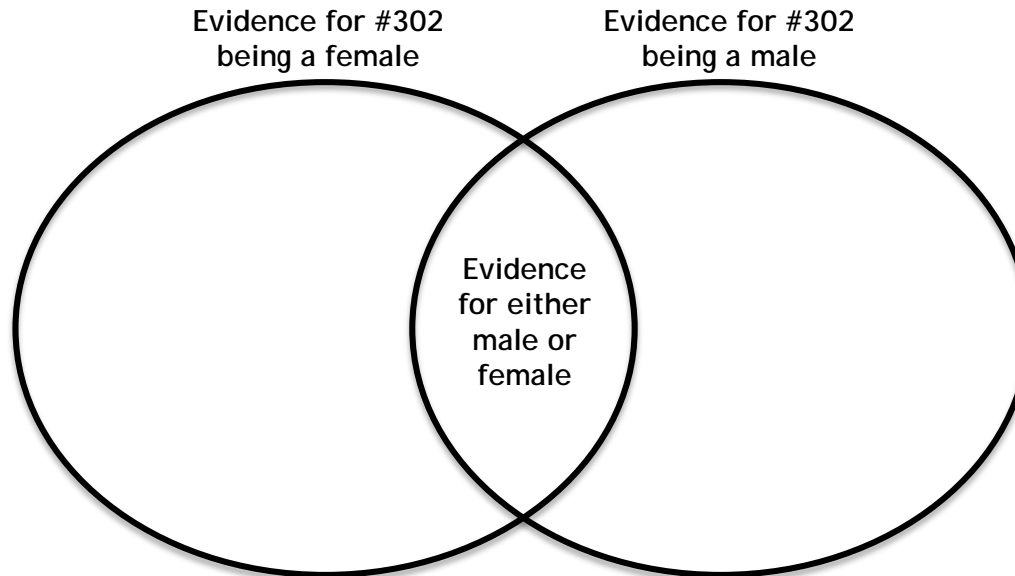 Evidence for #302
being a female
Evidence for #302
being a male
Evidence
for either
male or
female